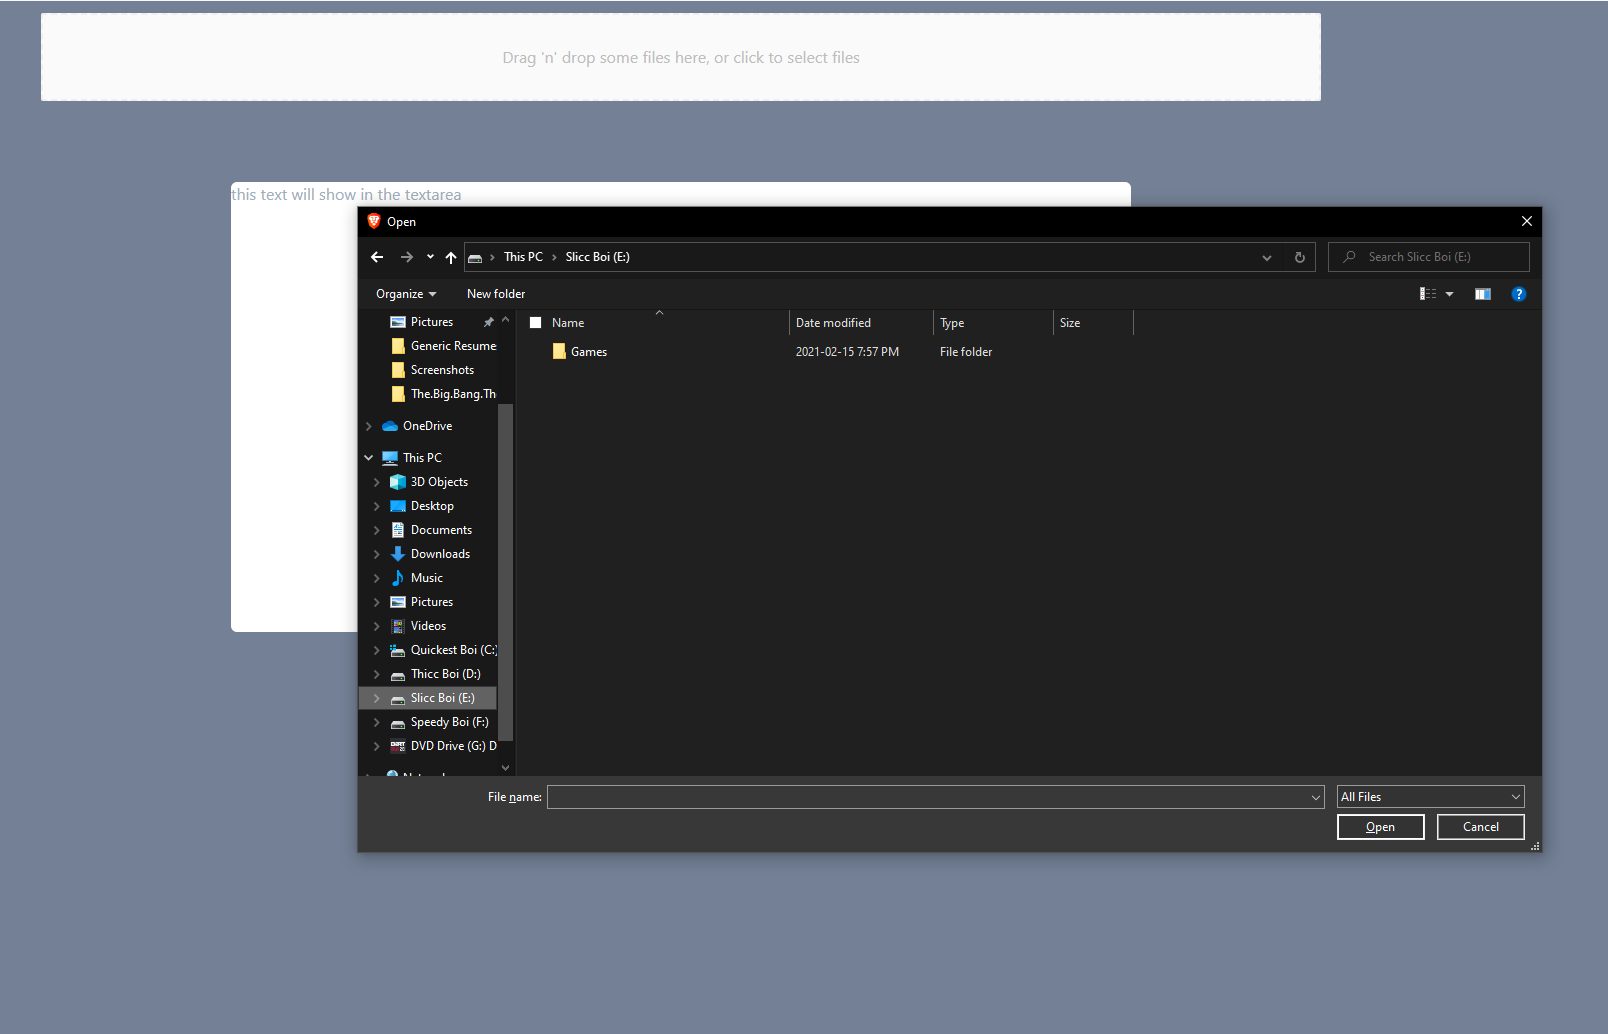 Drag 'n' drop some files here, or click to select files
this text will show in the textarea
Open
This PC > Slicc Boi (E:)
Search Slicc Boi (E:)
Organize
New folder
Name Date modified Type Size
Games 2021-02-15 7:57 PM File folder
Pictures
Generic Resume
Screenshots
The.Big.Bang.Th
OneDrive
This PC
3D Objects
Desktop
Documents
Downloads
Music
Pictures
Videos
Quickest Boi (C:)
Thicc Boi (D:)
Slicc Boi (E:)
Speedy Boi (F:)
DVD Drive (G:) D
File name:
All Files
Open
Cancel